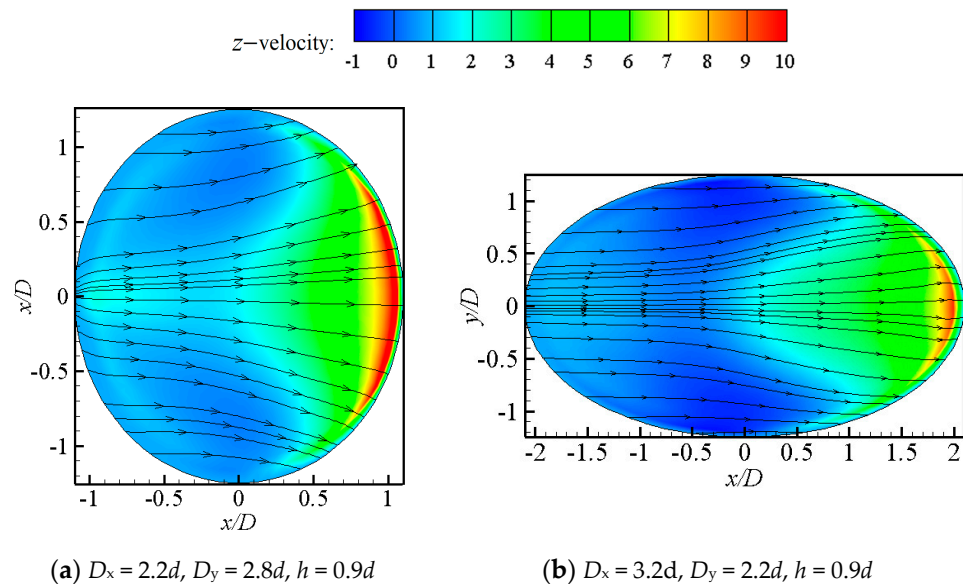 z−velocity:
-1 0 1 2 3 4 5 6 7 8 9 10
x/D
1
0.5
0
-0.5
-1
-1 -0.5 0 0.5 1
x/D
y/D
1
0.5
0
-0.5
-1
-2 -1.5 -1 -0.5 0 0.5 1 1.5 2
x/D
(a) Dx = 2.2d, Dy = 2.8d, h = 0.9d
(b) Dx = 3.2d, Dy = 2.2d, h = 0.9d